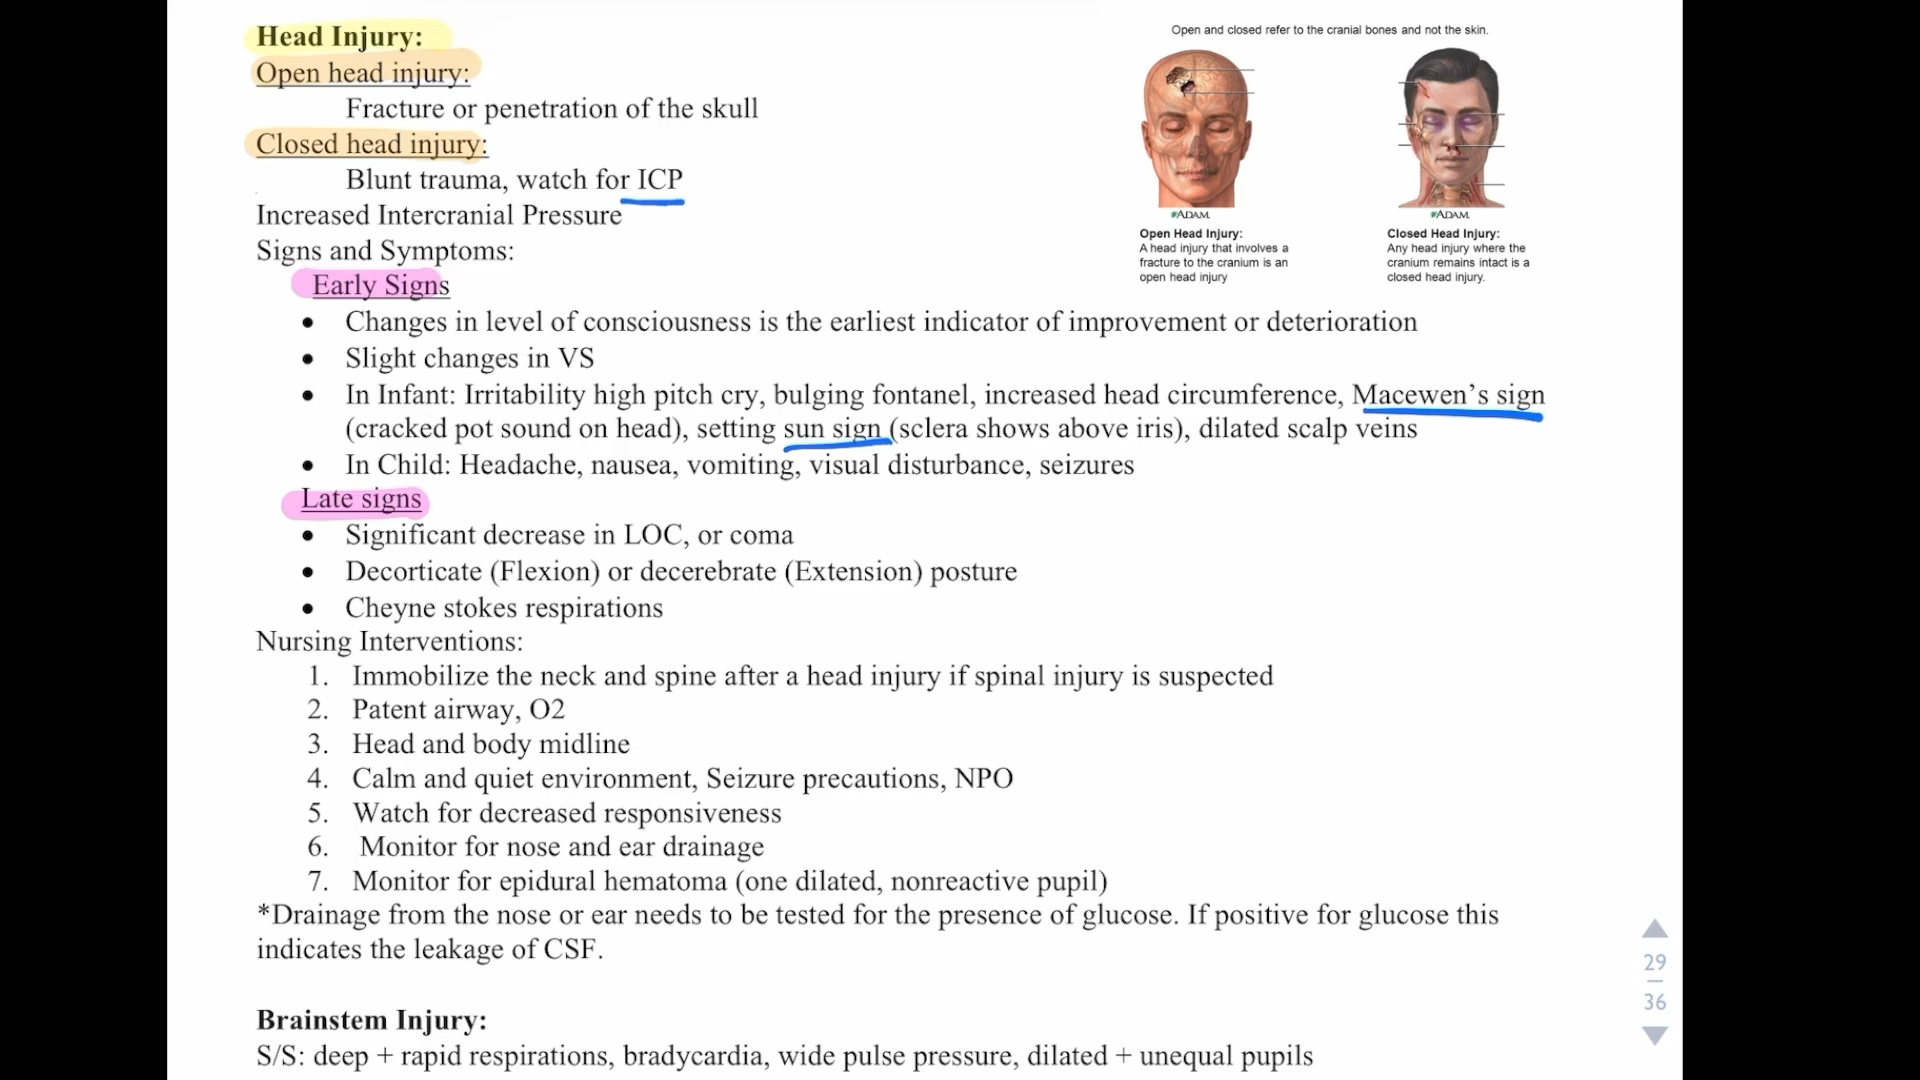 Head Injury:
Open head injury:
Fracture or penetration of the skull
Closed head injury:
Blunt trauma, watch for ICP
Increased Intercranial Pressure
Signs and Symptoms:
Early Signs
• Changes in level of consciousness is the earliest indicator of improvement or deterioration
• Slight changes in VS
• In Infant: Irritability high pitch cry, bulging fontanel, increased head circumference, Macewen’s sign
(cracked pot sound on head), setting sun sign (sclera shows above iris), dilated scalp veins
• In Child: Headache, nausea, vomiting, visual disturbance, seizures
Late signs
• Significant decrease in LOC, or coma
• Decorticate (Flexion) or decerebrate (Extension) posture
• Cheyne stokes respirations
Nursing Interventions:
1. Immobilize the neck and spine after a head injury if spinal injury is suspected
2. Patent airway, O2
3. Head and body midline
4. Calm and quiet environment, Seizure precautions, NPO
5. Watch for decreased responsiveness
6. Monitor for nose and ear drainage
7. Monitor for epidural hematoma (one dilated, nonreactive pupil)
*Drainage from the nose or ear needs to be tested for the presence of glucose. If positive for glucose this
indicates the leakage of CSF.
Brainstem Injury:
S/S: deep + rapid respirations, bradycardia, wide pulse pressure, dilated + unequal pupils
Open and closed refer to the cranial bones and not the skin.
ADAM.
Open Head Injury:
A head injury that involves a
fracture to the cranium is an
open head injury
ADAM.
Closed Head Injury:
Any head injury where the
cranium remains intact is a
closed head injury.
29
36